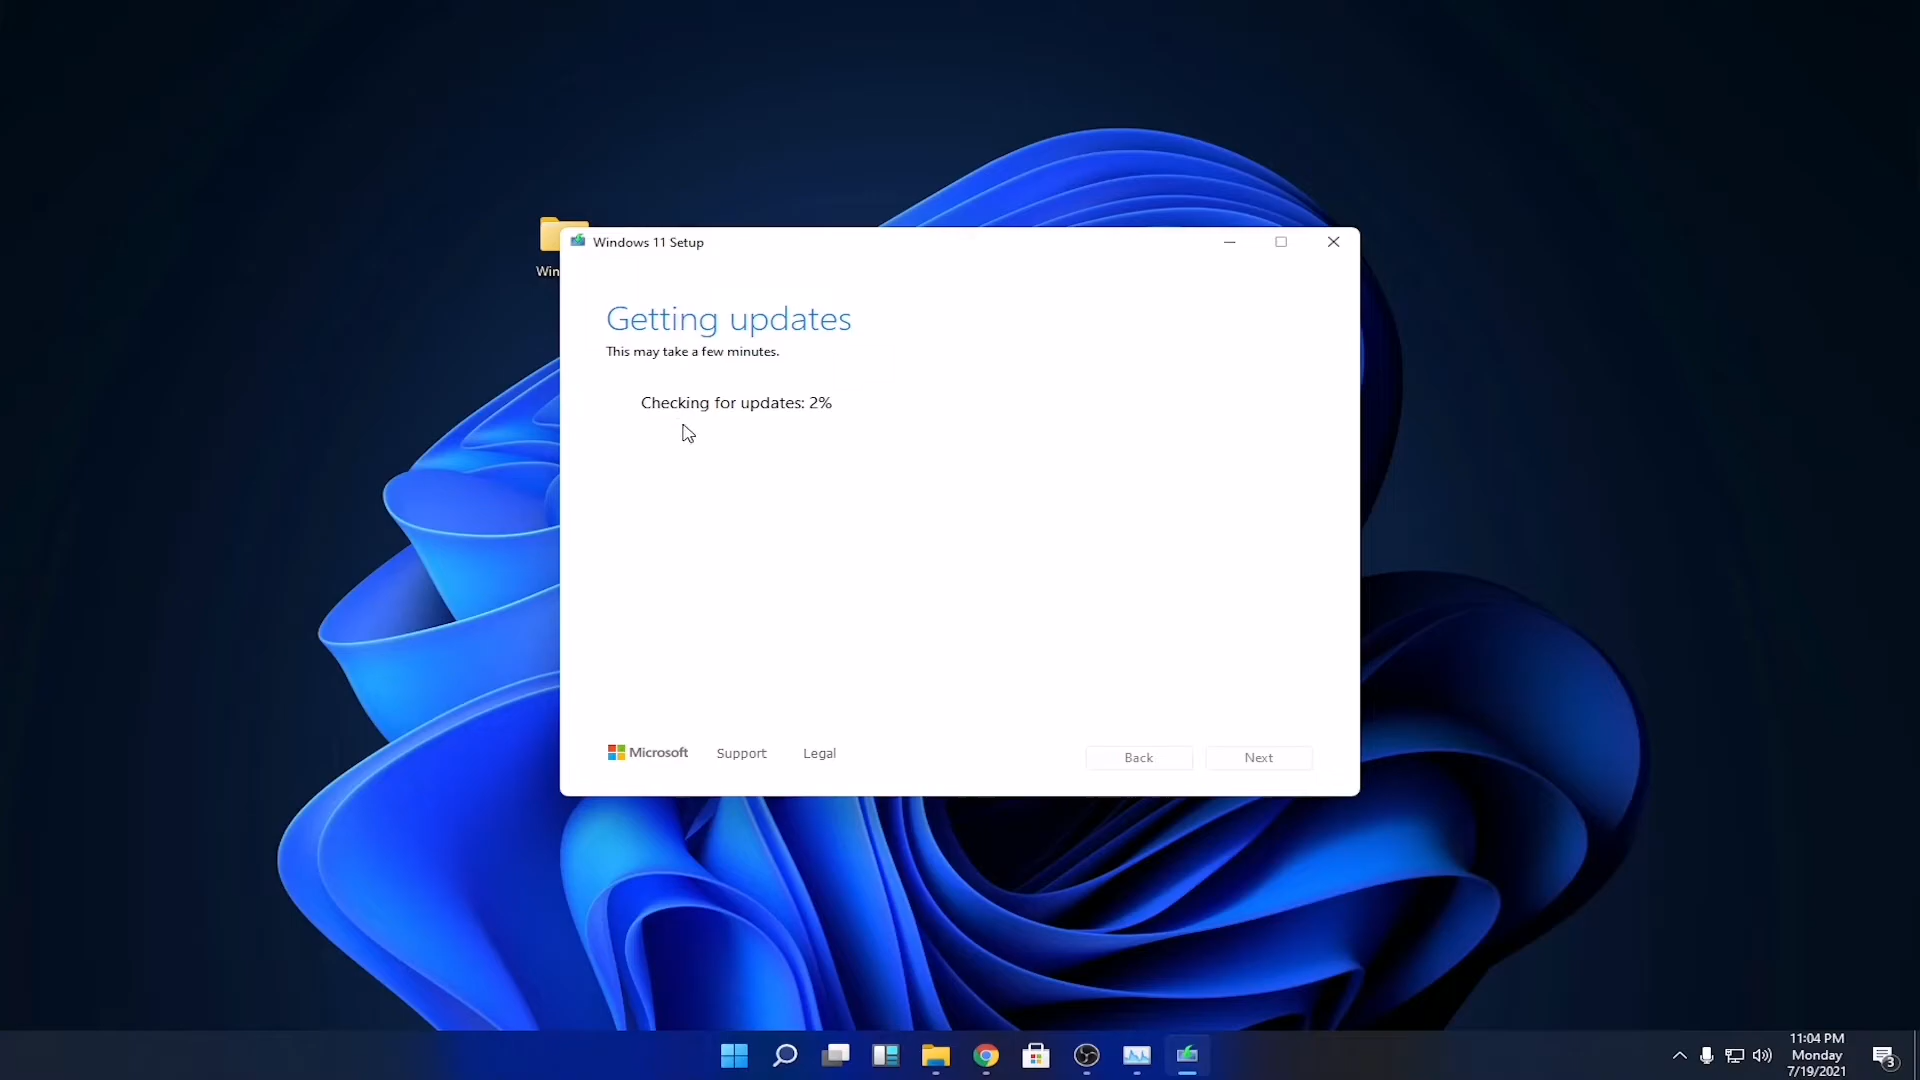 Windows 11 Setup
Win
Getting updates
This may take a few minutes.
Checking for updates: 2%
Microsoft
Support
Legal
Back
Next
11:04 PM
Monday
7/19/2021
3